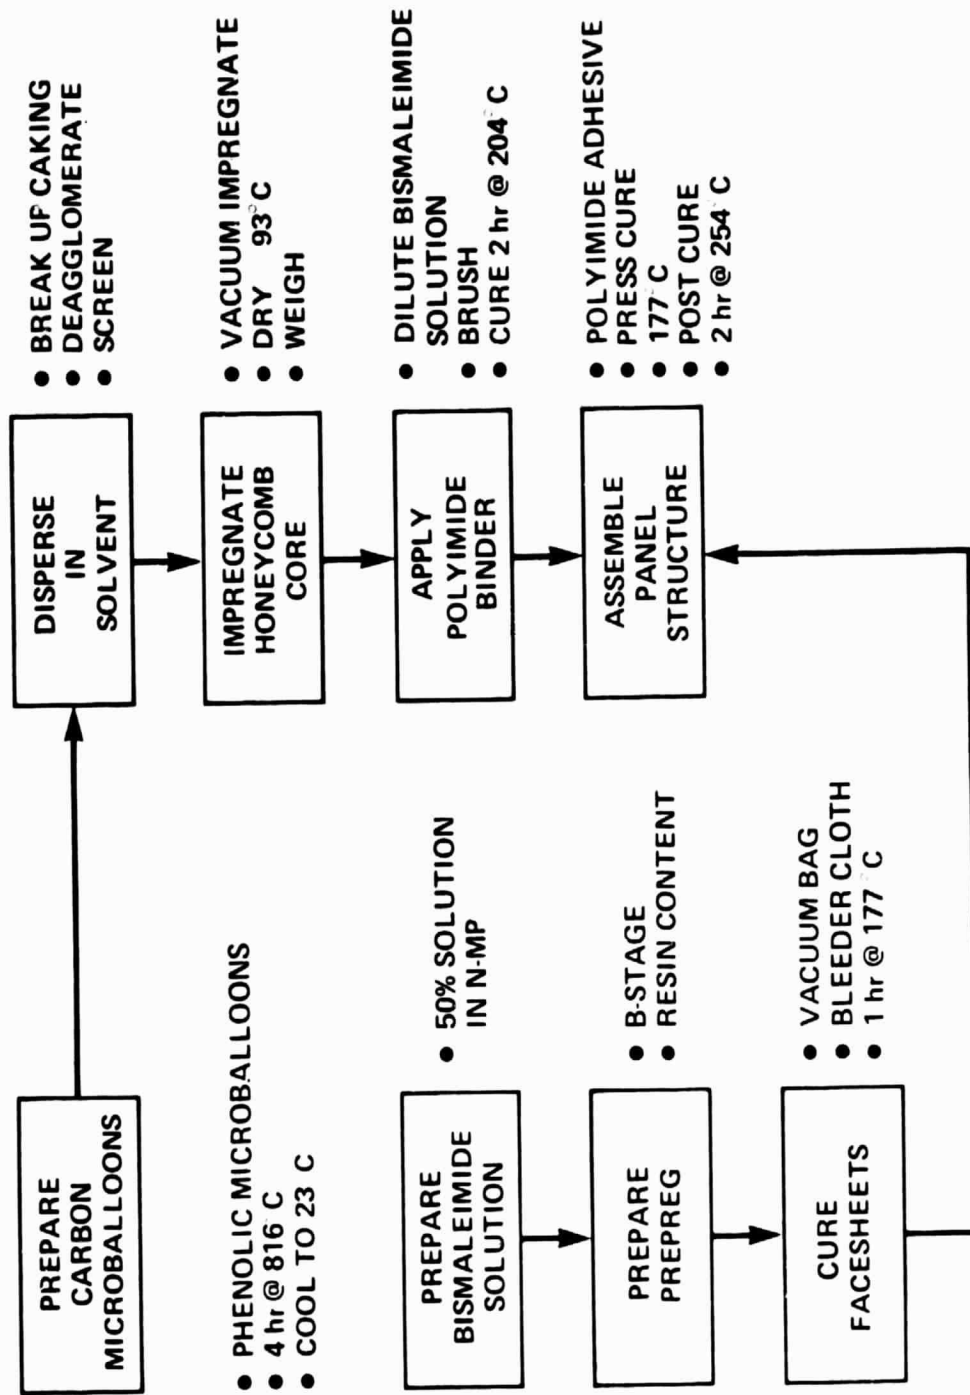 PREPARE
CARBON
MICROBALLOONS
● PHENOLIC MICROBALLOONS
● 4 hr @ 816°C
● COOL TO 23 C
DISPERSE
IN
SOLVENT
● BREAK UP CAKING
● DEAGGLOMERATE
● SCREEN
IMPREGNATE
HONEYCOMB
CORE
● VACUUM IMPREGNATE
● DRY 93°C
● WEIGH
APPLY
POLYIMIDE
BINDER
● DILUTE BISMALEIMIDE
SOLUTION
● BRUSH
● CURE 2 hr @ 204°C
ASSEMBLE
PANEL
STRUCTURE
● POLYIMIDE ADHESIVE
● PRESS CURE
● 177°C
● POST CURE
● 2 hr @ 254°C
PREPARE
BISMALEIMIDE
SOLUTION
● 50% SOLUTION
IN N-MP
PREPARE
PREPREG
● B-STAGE
● RESIN CONTENT
CURE
FACESHEETS
● VACUUM BAG
● BLEEDER CLOTH
● 1 hr @ 177°C